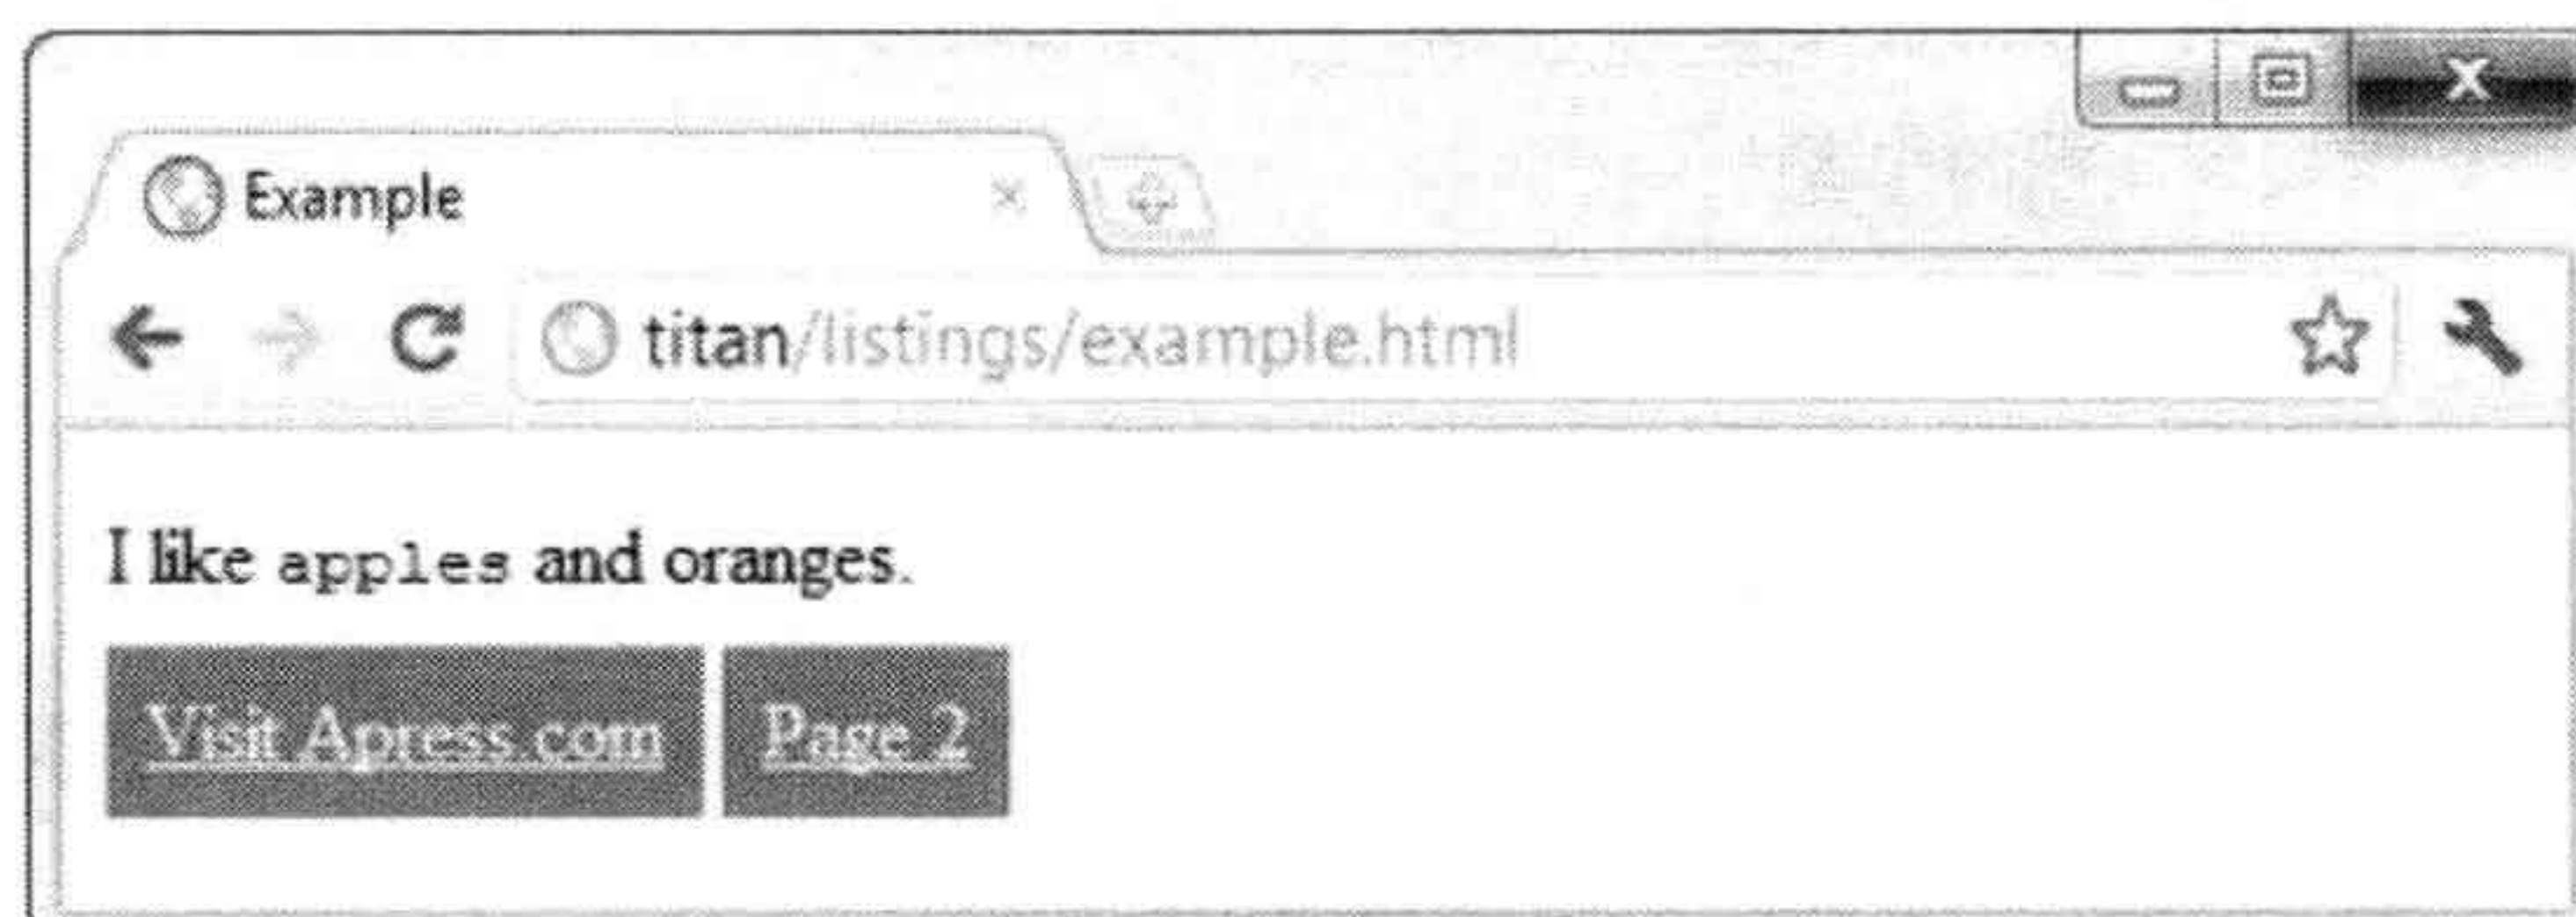 Example
titan/listings/example.html
I like apples and oranges.
Visit Apress.com Page 2